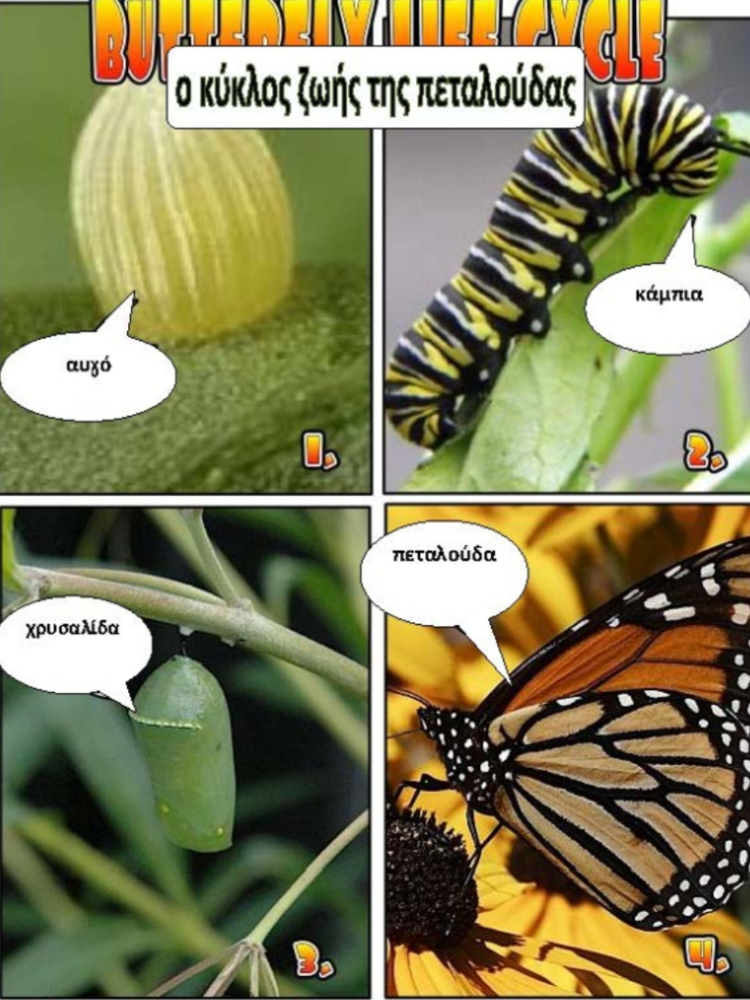 BUTTERFLY LIFE CYCLE
ο κύκλος ζωής της πεταλούδας
αυγό
1.
κάμπια
2.
χρυσαλίδα
3.
πεταλούδα
4.